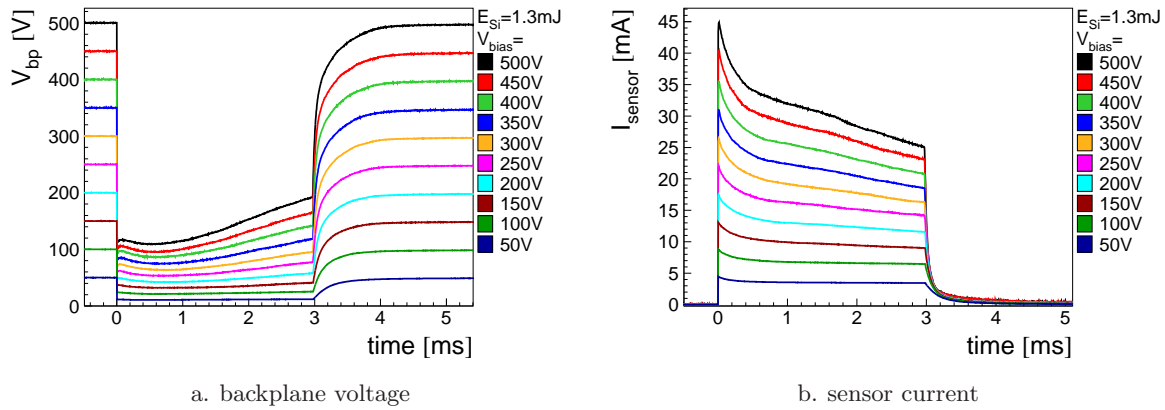 V_bp [V]
500
400
300
200
100
0
0 1 2 3 4 5
time [ms]
E_Si=1.3mJ
V_bias=
500V
450V
400V
350V
300V
250V
200V
150V
100V
50V
a. backplane voltage
I_sensor [mA]
45
40
35
30
25
20
15
10
5
0
0 1 2 3 4 5
time [ms]
E_Si=1.3mJ
V_bias=
500V
450V
400V
350V
300V
250V
200V
150V
100V
50V
b. sensor current